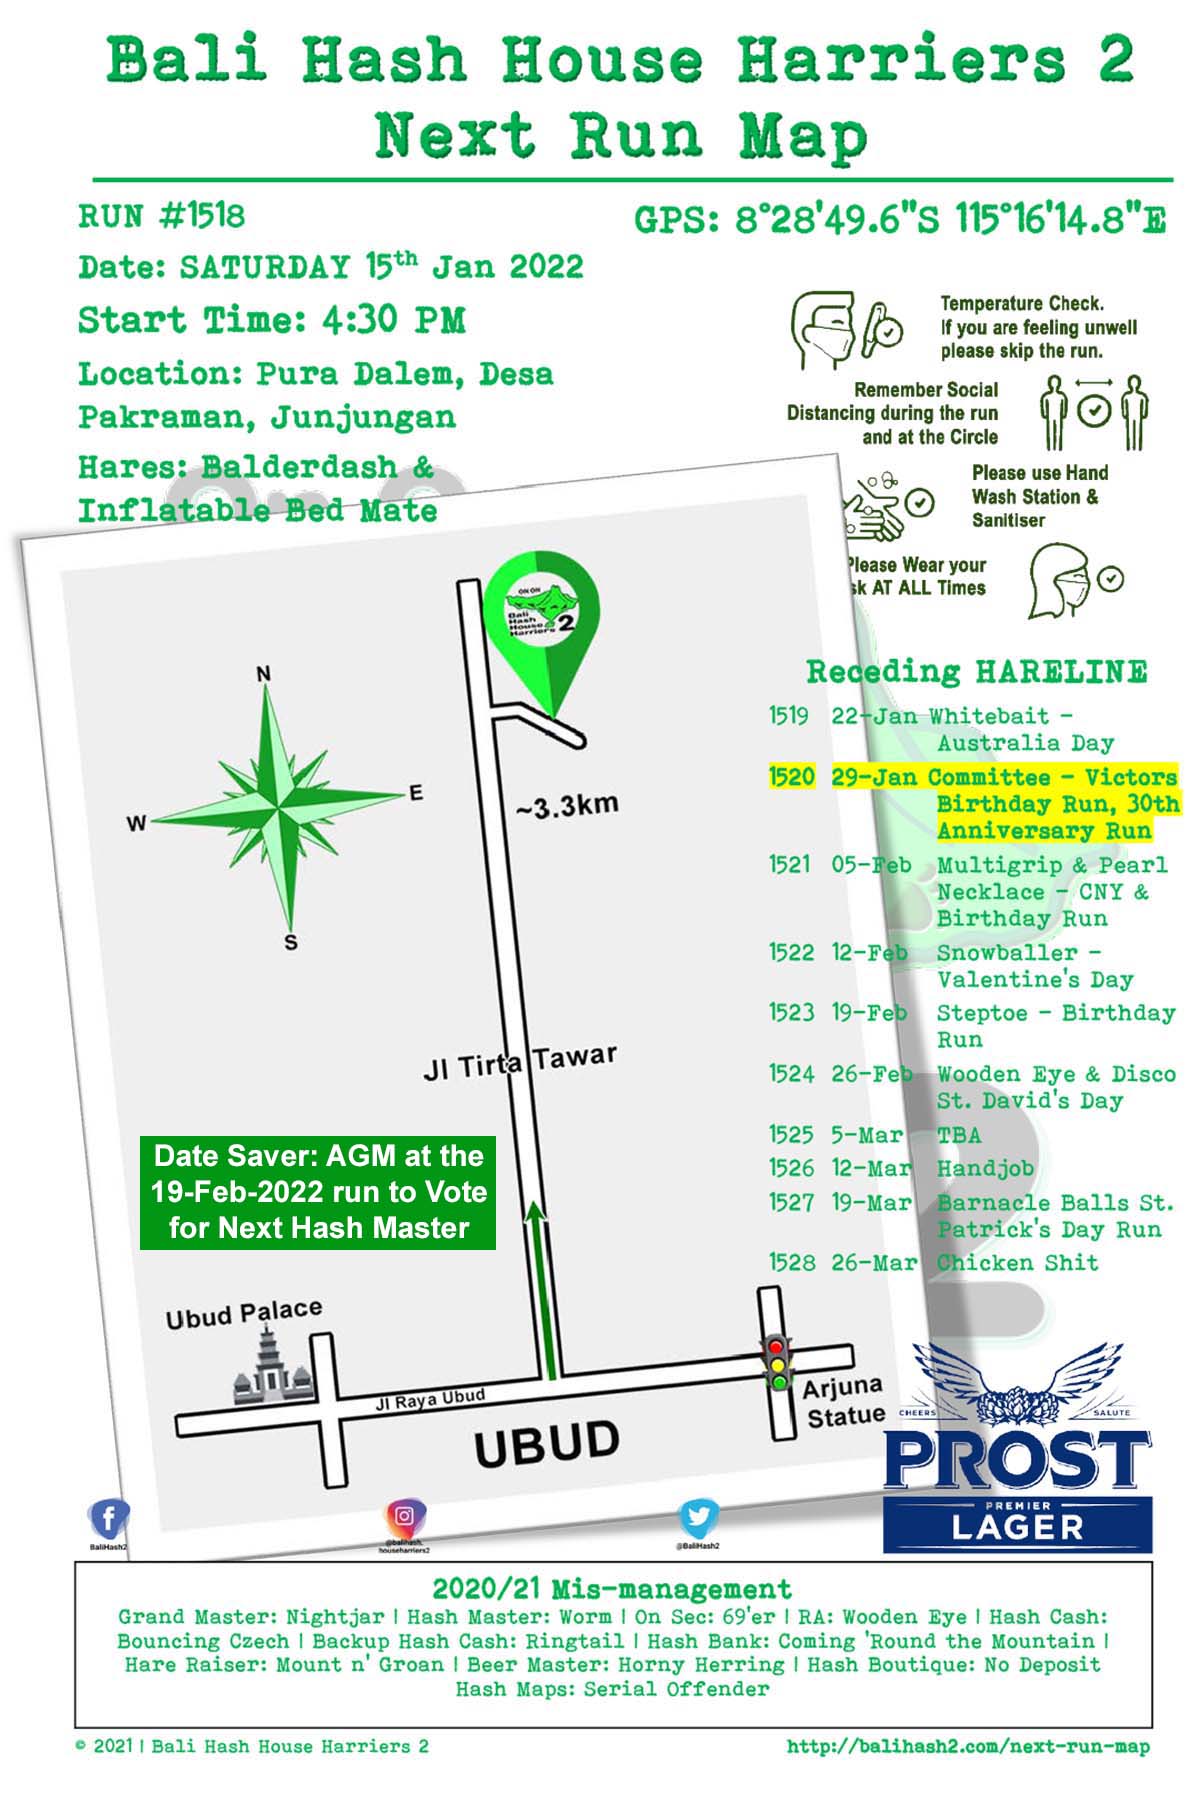 Bali Hash House Harriers 2
Next Run Map
RUN #1518
GPS: 8°28'49.6"S 115°16'14.8"E
Date: SATURDAY 15th Jan 2022
Start Time: 4:30 PM
Location: Pura Dalem, Desa
Pakraman, Junjungan
Hares: Balderdash &
Inflatable Bed Mate
Temperature Check.
If you are feeling unwell
please skip the run.
Remember Social
Distancing during the run
and at the Circle
Please use Hand
Wash Station &
Sanitiser
Please Wear your
sk AT ALL Times
ON ON
Bali
Hash
House
Harriers 2
N
E
W
S
~3.3km
Jl Tirta Tawar
Date Saver: AGM at the
19-Feb-2022 run to Vote
for Next Hash Master
Ubud Palace
Jl Raya Ubud
UBUD
Arjuna
Statue
Receding HARELINE
1519 22-Jan Whitebait -
Australia Day
1520 29-Jan Committee - Victors
Birthday Run, 30th
Anniversary Run
1521 05-Feb Multigrip & Pearl
Necklace - CNY &
Birthday Run
1522 12-Feb Snowballer -
Valentine's Day
1523 19-Feb Steptoe - Birthday
Run
1524 26-Feb Wooden Eye & Disco
St. David's Day
1525 5-Mar TBA
1526 12-Mar Handjob
1527 19-Mar Barnacle Balls St.
Patrick's Day Run
1528 26-Mar Chicken Shit
CHEERS SALUTE
PROST
PREMIER
LAGER
BaliHash2
@balihash.
househarriers2
@BaliHash2
2020/21 Mis-management
Grand Master: Nightjar | Hash Master: Worm | On Sec: 69'er | RA: Wooden Eye | Hash Cash:
Bouncing Czech | Backup Hash Cash: Ringtail | Hash Bank: Coming 'Round the Mountain |
Hare Raiser: Mount n' Groan | Beer Master: Horny Herring | Hash Boutique: No Deposit
Hash Maps: Serial Offender
© 2021 | Bali Hash House Harriers 2
http://balihash2.com/next-run-map